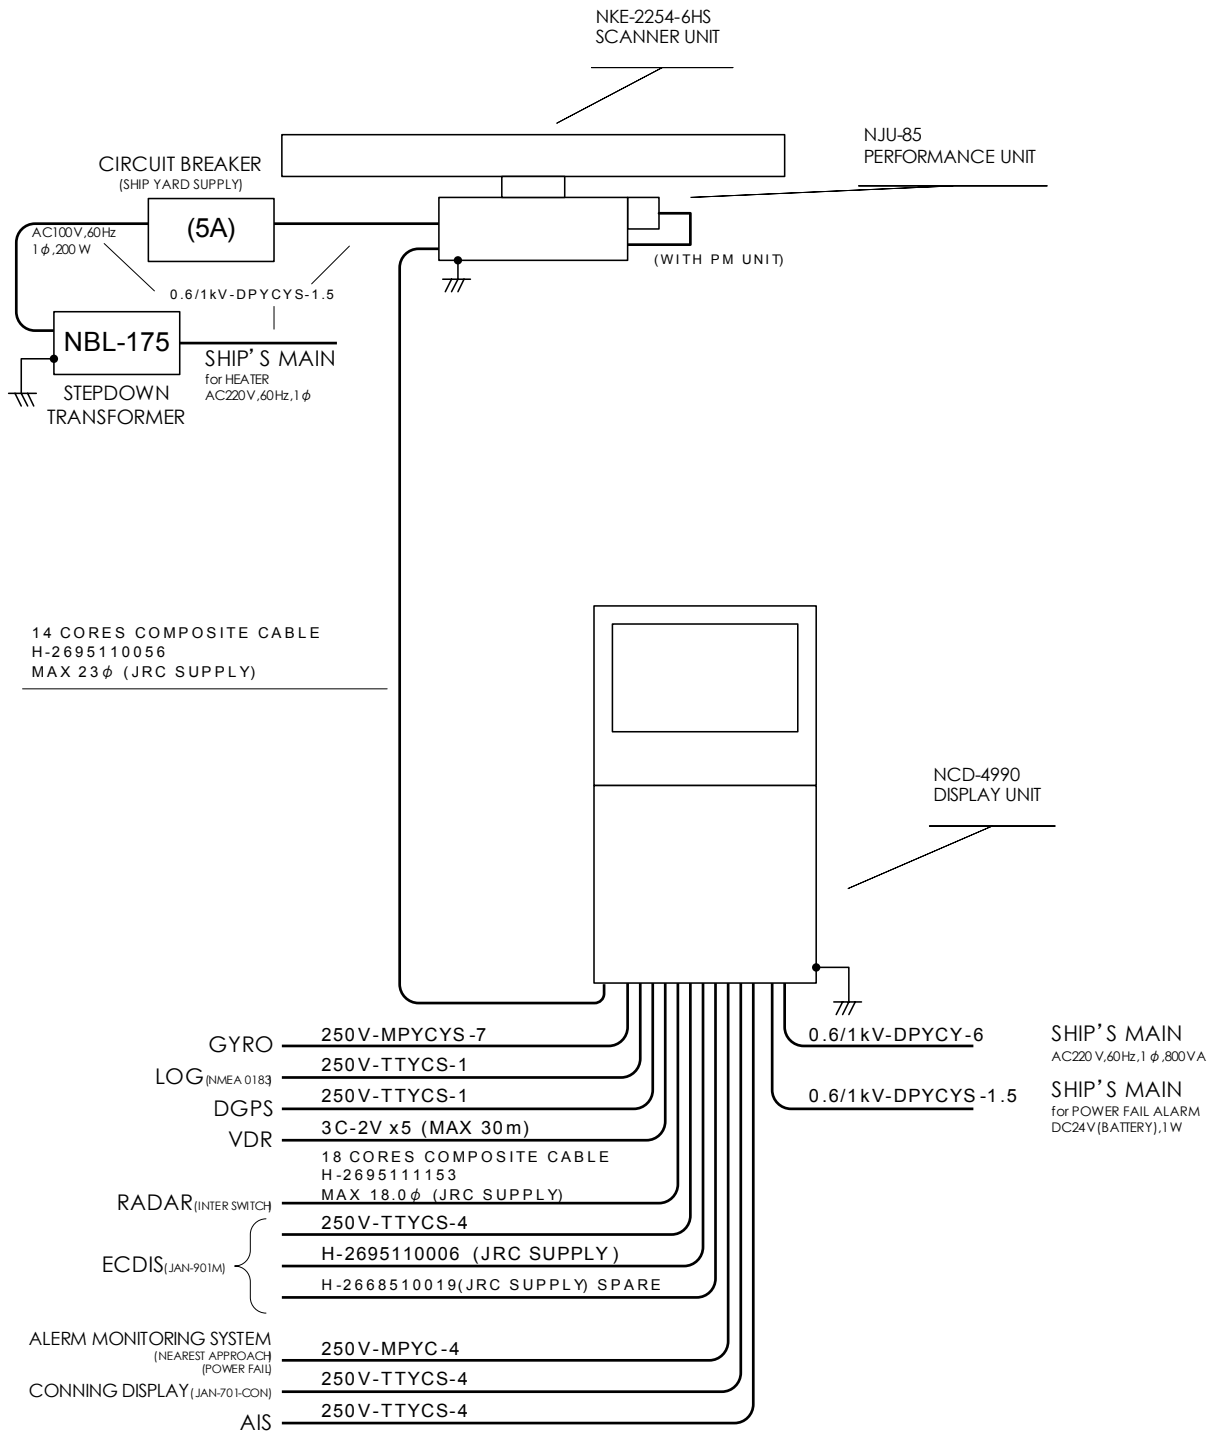 NKE-2254-6HS
SCANNER UNIT
NJU-85
PERFORMANCE UNIT
CIRCUIT BREAKER
(SHIP YARD SUPPLY)
(5A)
AC100V,60Hz
1ϕ,200 W
(WITH PM UNIT)
0.6/1kV-DPYCYS-1.5
NBL-175
SHIP'S MAIN
for HEATER
AC220V,60Hz,1ϕ
STEPDOWN
TRANSFORMER
14 CORES COMPOSITE CABLE
H-2695110056
MAX 23ϕ (JRC SUPPLY)
NCD-4990
DISPLAY UNIT
GYRO 250V-MPYCYS-7
LOG(NMEA 0183) 250V-TTYCS-1
DGPS 250V-TTYCS-1
VDR 3C-2V x5 (MAX 30m)
18 CORES COMPOSITE CABLE
H-2695111153
RADAR(INTER SWITCH) MAX 18.0ϕ (JRC SUPPLY)
250V-TTYCS-4
ECDIS(JAN-901M) H-2695110006 (JRC SUPPLY)
H-2668510019(JRC SUPPLY) SPARE
ALERM MONITORING SYSTEM
(NEAREST APPROACH) 250V-MPYC-4
(POWER FAIL)
CONNING DISPLAY(JAN-701-CON) 250V-TTYCS-4
AIS 250V-TTYCS-4
0.6/1kV-DPYCY-6 SHIP'S MAIN
AC220V,60Hz,1ϕ,800VA
0.6/1kV-DPYCYS-1.5 SHIP'S MAIN
for POWER FAIL ALARM
DC24V(BATTERY),1W